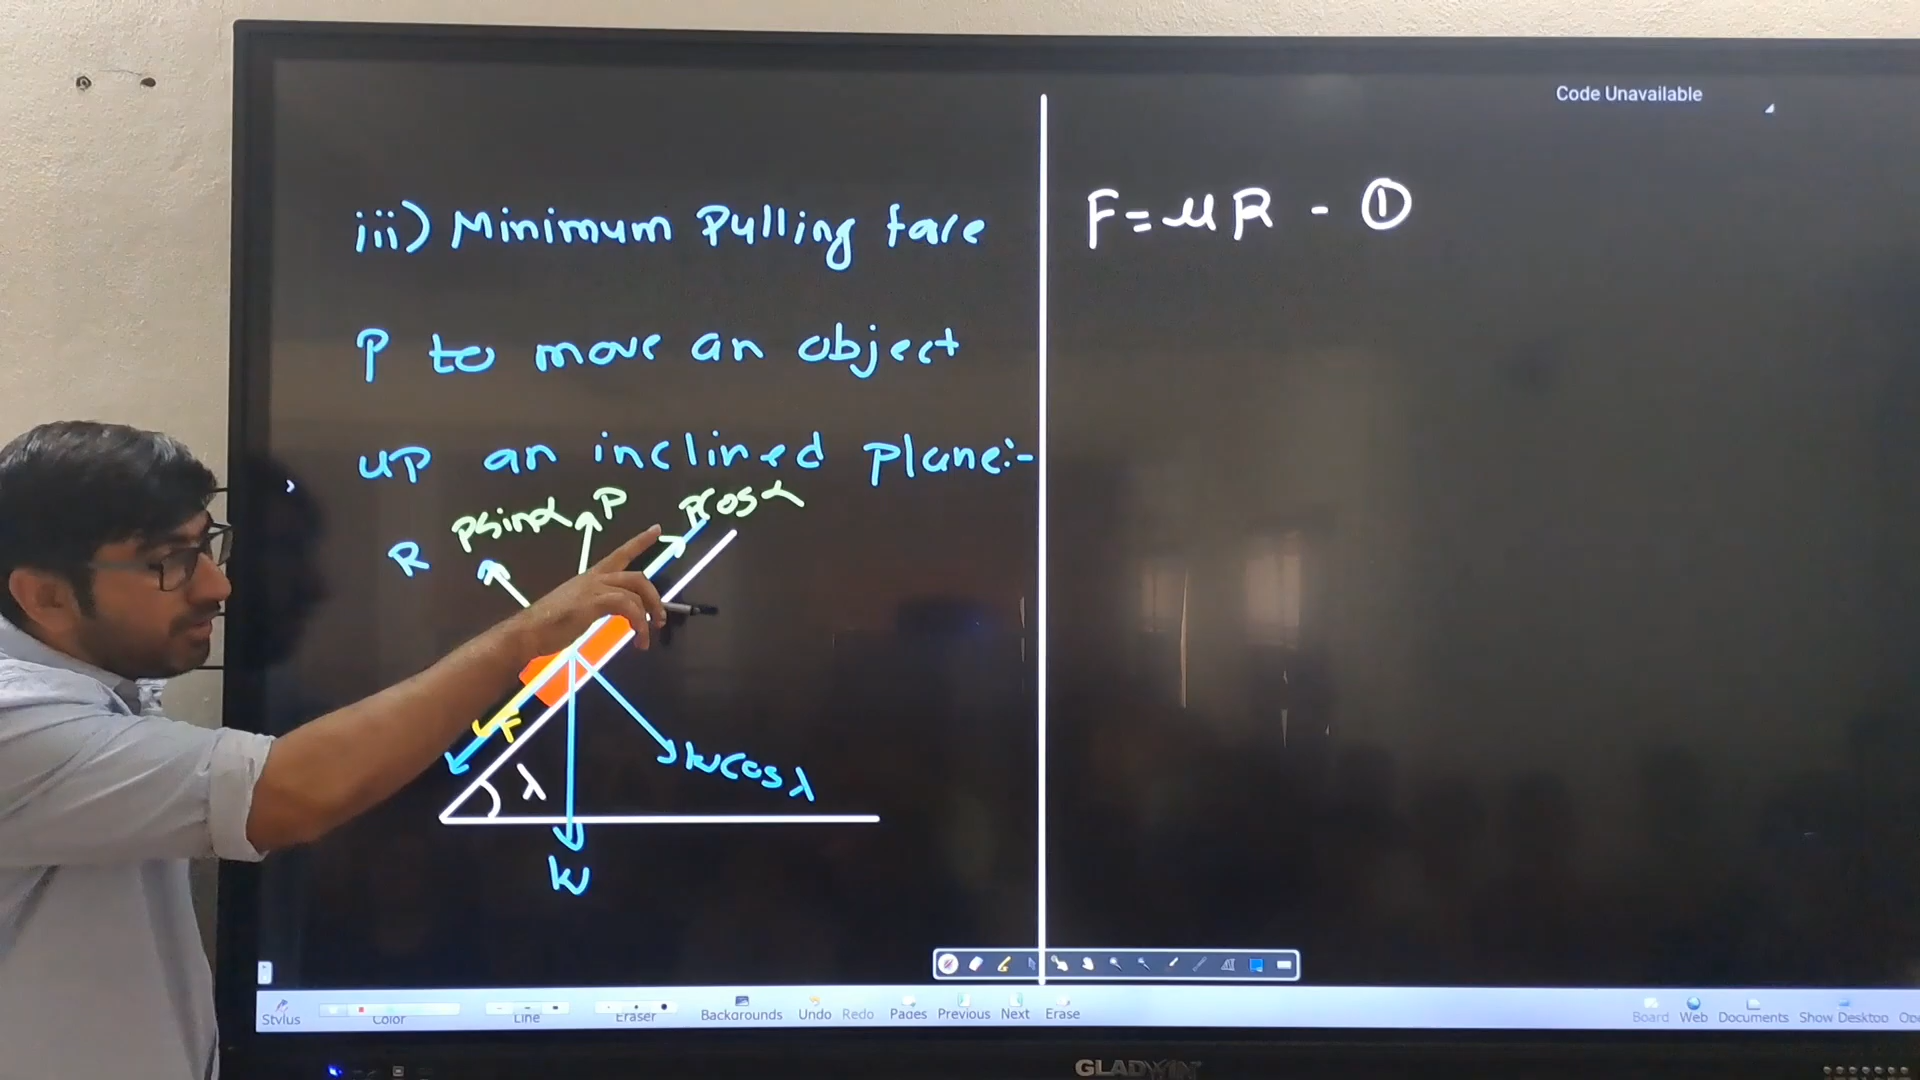 Code Unavailable
iii) Minimum Pulling force
P to move an object
up an inclined plane:-
F = μR - ①
Psinα P Pcosα
R
F
λ
Wcosλ
W
Stylus Color Line Eraser Backgrounds Undo Redo Pages Previous Next Erase Board Web Documents Show Desktop
GLADWIN